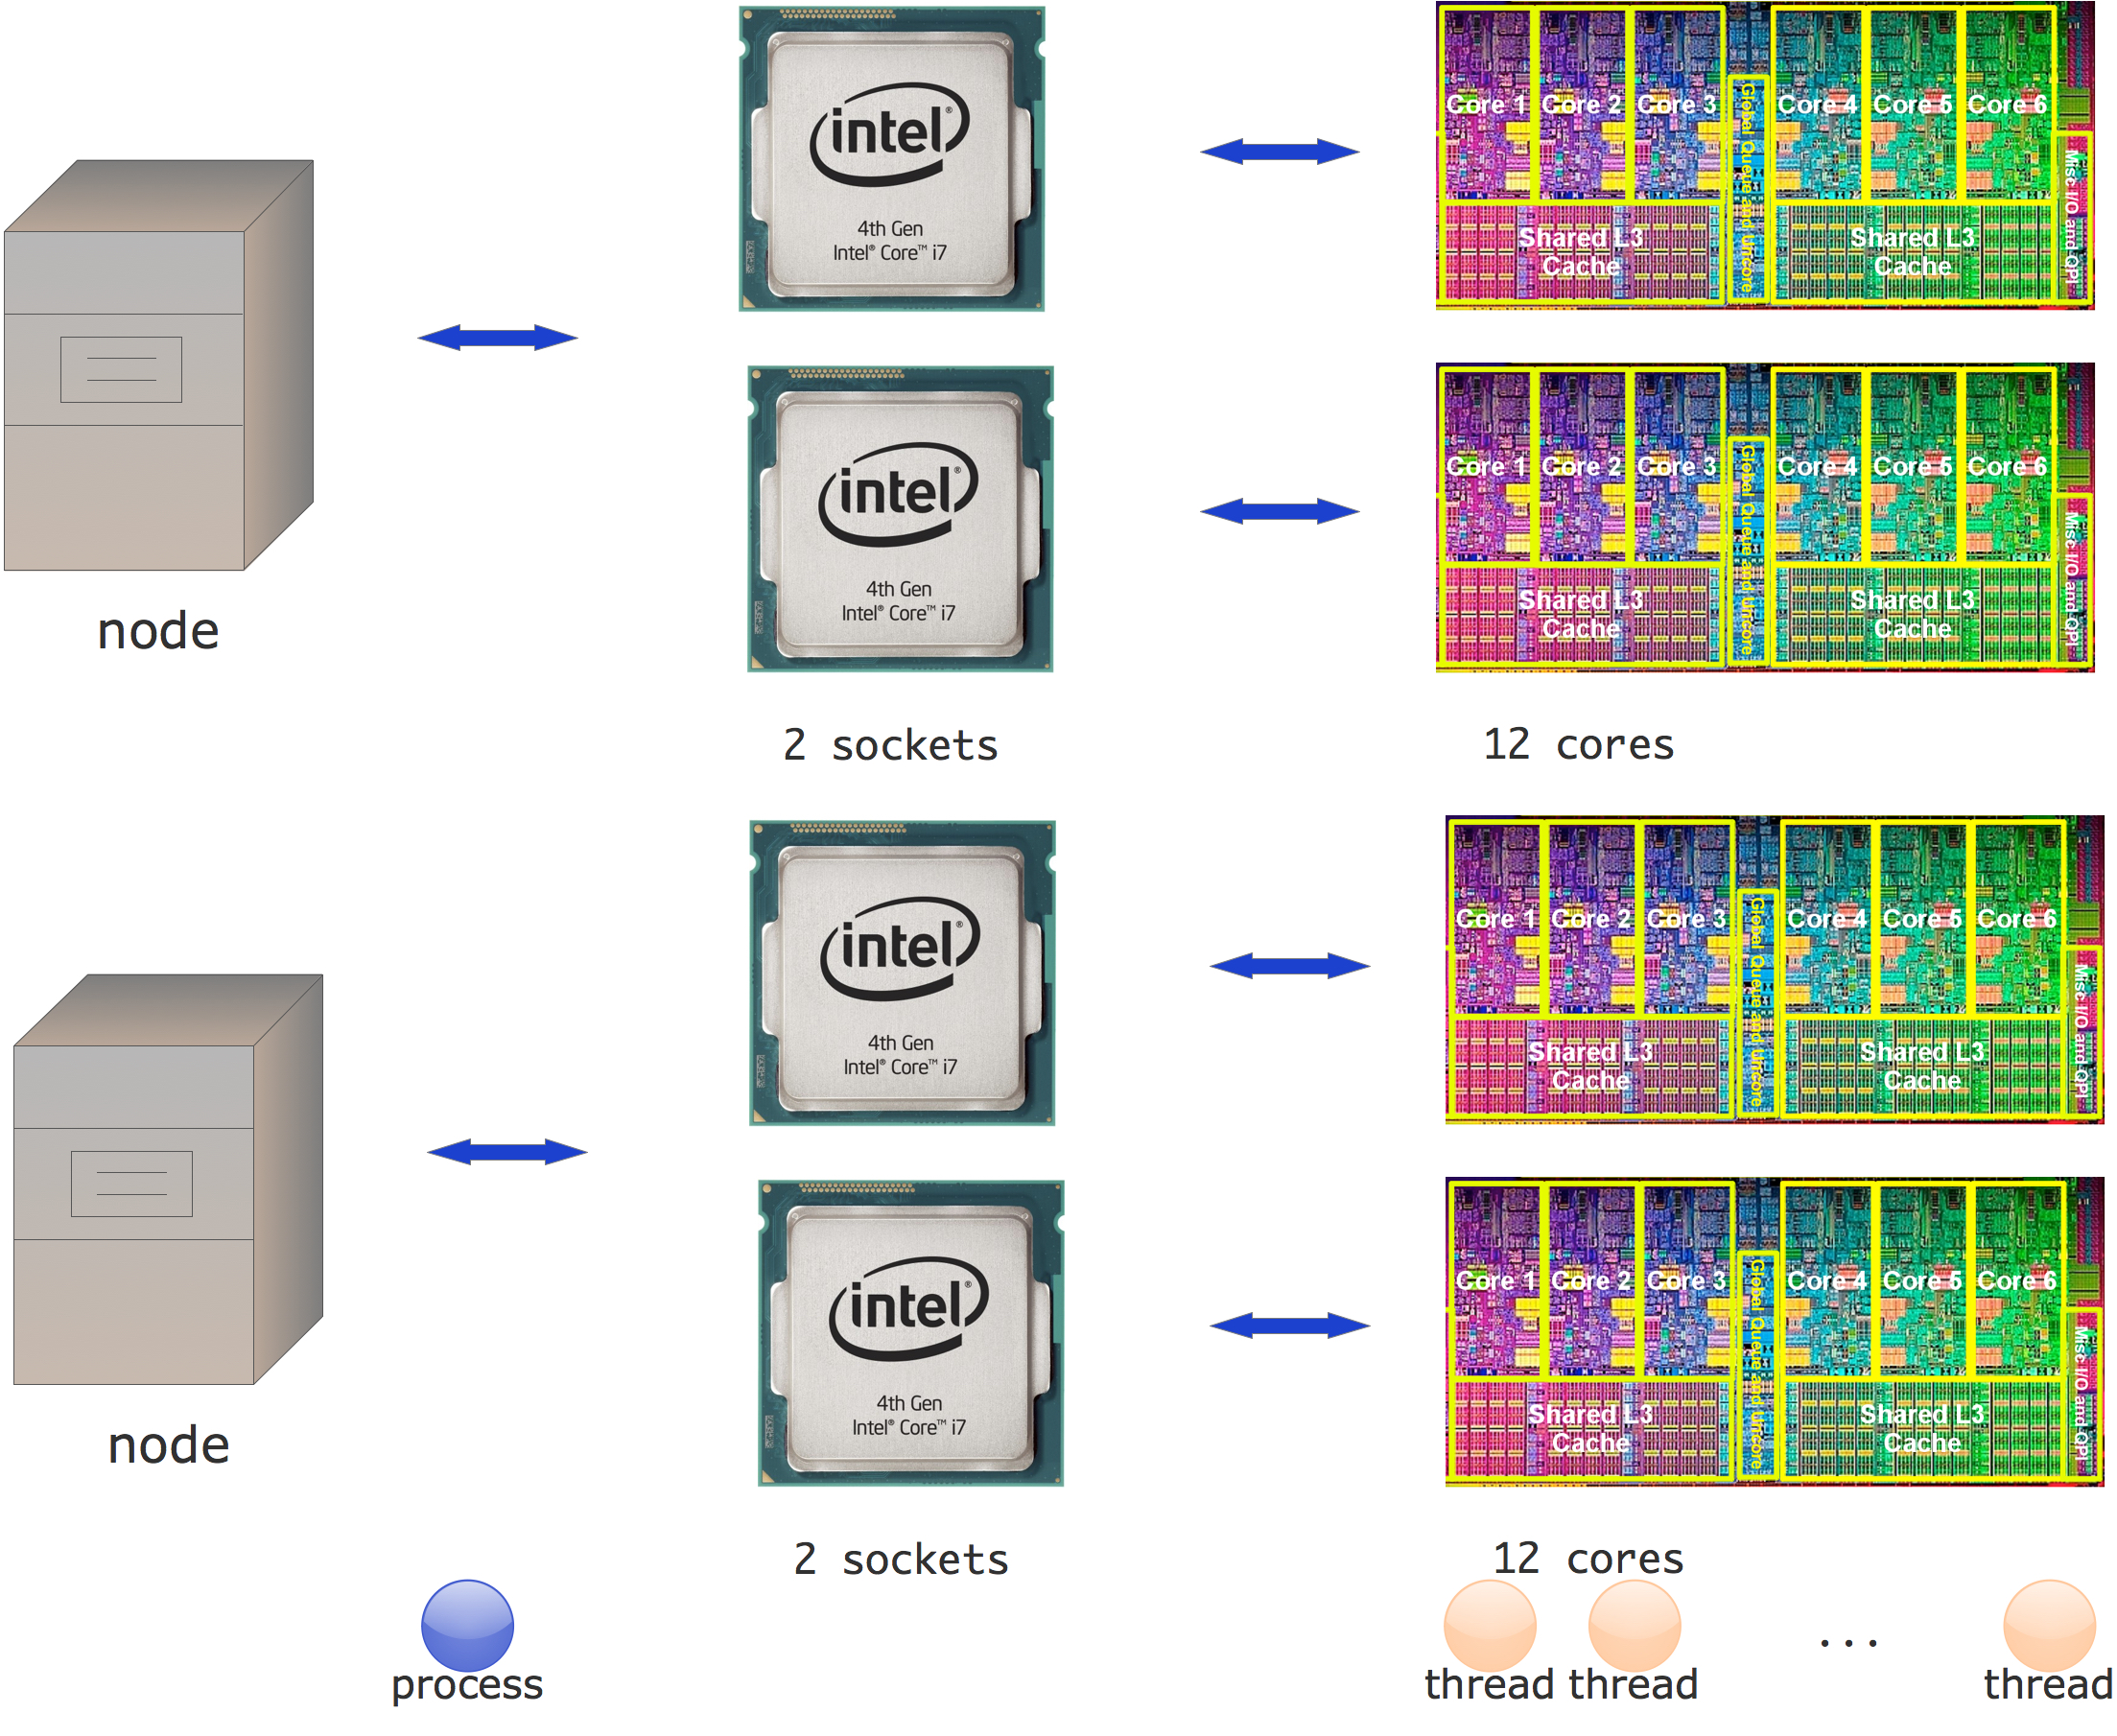 intel®
4th Gen
Intel® Core™ i7
Core 1 Core 2 Core 3 Core 4 Core 5 Core 6
Global Queue and Uncore
Misc I/O and QPI
Shared L3
Cache
Shared L3
Cache
node
intel®
4th Gen
Intel® Core™ i7
Core 1 Core 2 Core 3 Core 4 Core 5 Core 6
Global Queue and Uncore
Misc I/O and QPI
Shared L3
Cache
Shared L3
Cache
2 sockets
12 cores
intel®
4th Gen
Intel® Core™ i7
Core 1 Core 2 Core 3 Core 4 Core 5 Core 6
Global Queue and Uncore
Misc I/O and QPI
Shared L3
Cache
Shared L3
Cache
node
intel®
4th Gen
Intel® Core™ i7
Core 1 Core 2 Core 3 Core 4 Core 5 Core 6
Global Queue and Uncore
Misc I/O and QPI
Shared L3
Cache
Shared L3
Cache
2 sockets
12 cores
...
process
thread thread thread